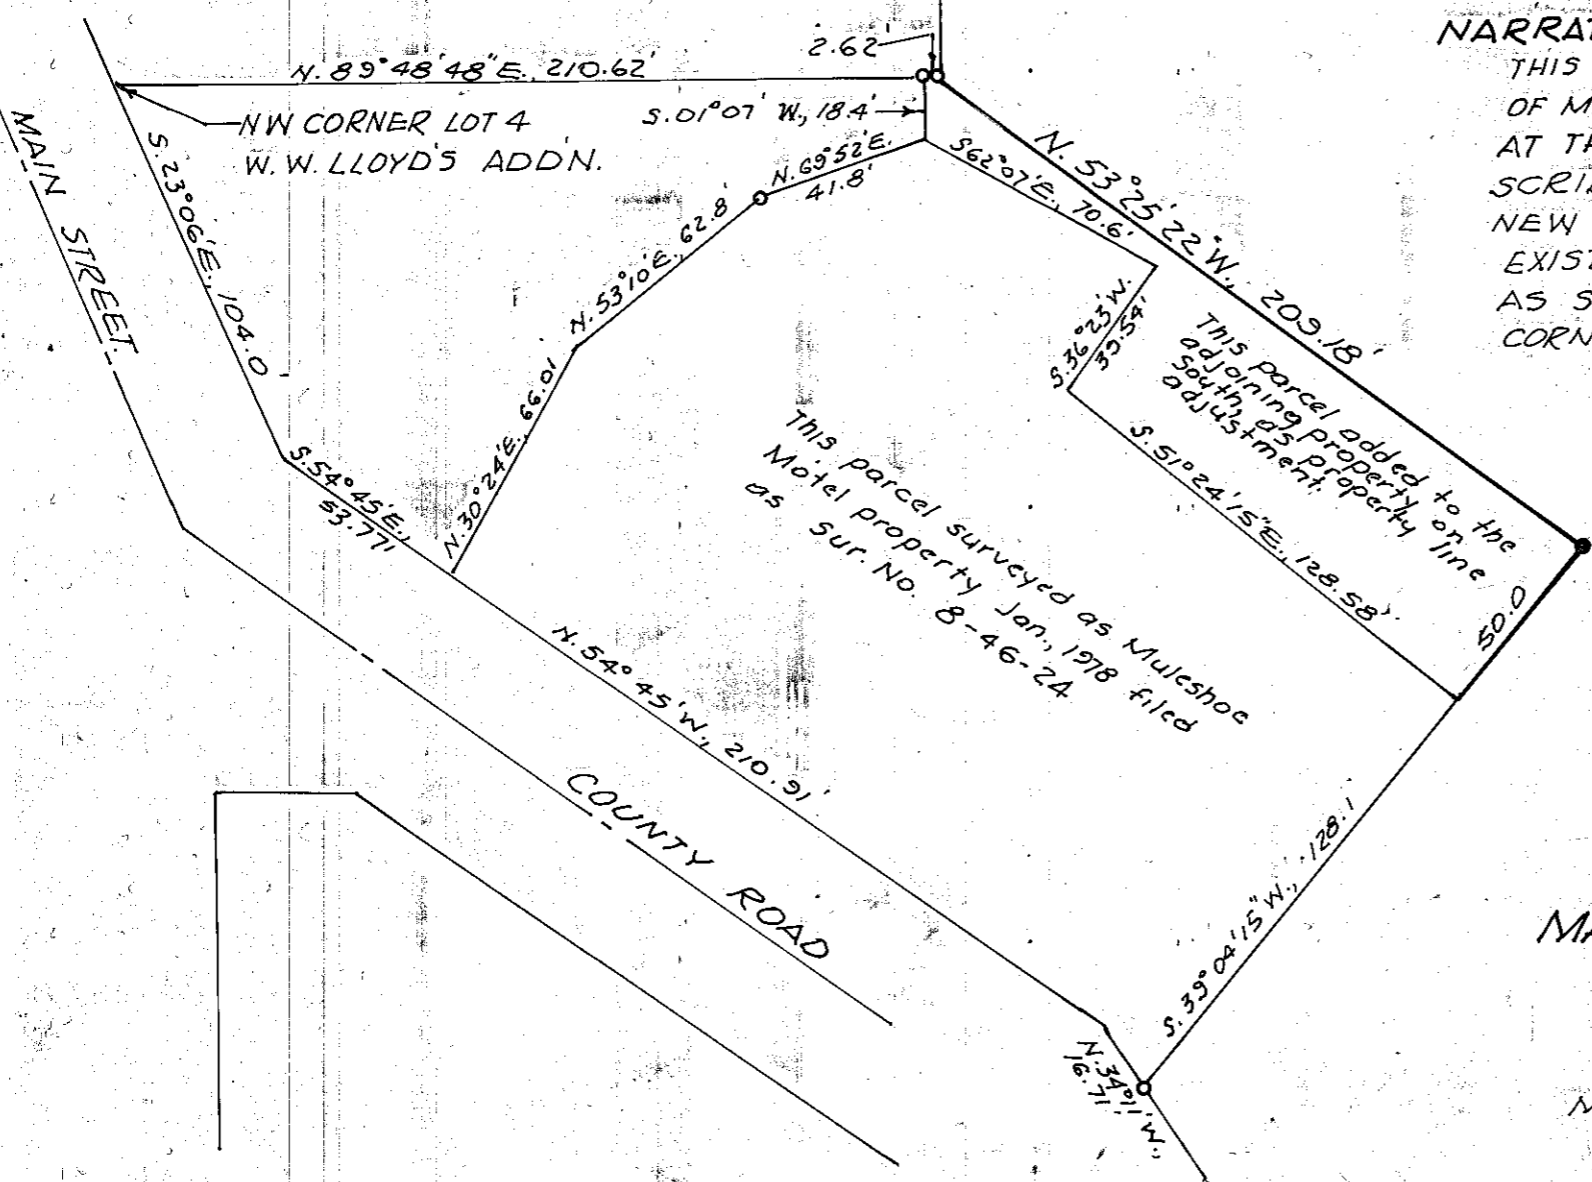 2.62'
N. 89°48'48"E., 210.62'
NW CORNER LOT 4
W. W. LLOYD'S ADD'N.
S.01°07' W., 18.4'
MAIN STREET
S.23°06'E., 104.0'
N.69°52'E.
41.8'
S62°07'E., 70.6'
N. 53°25'22"W., 209.18'
N. 53°10'E., 62.8'
N.30°24'E., 66.01
S.36°23'W.
39.54'
S.54°45'E.,
53.77'
This parcel added to the
adjoining property on
South, as property line
adjustment.
S. 51°24'15"E., 128.58'.
50.0
This parcel surveyed as Muleshoe
Motel property Jan., 1978 filed
as Sur. No. 8-46-24
N. 54°45'W., 210.91'
COUNTY ROAD
S. 39°04'15"W., 128.1
N.34°11'W.,
16.71'
NARRA
THIS
OF M
AT TH
SCRI
NEW
EXIST
AS S
CORN
MA
N